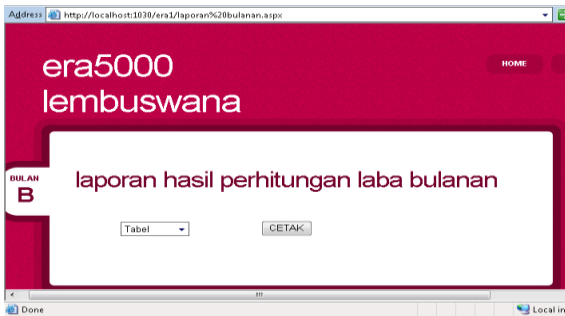 Address http://localhost:1030/era1/laporan%20bulanan.aspx
era5000
HOME
lembuswana
BULAN
B
laporan hasil perhitungan laba bulanan
Tabel CETAK
Done Local in